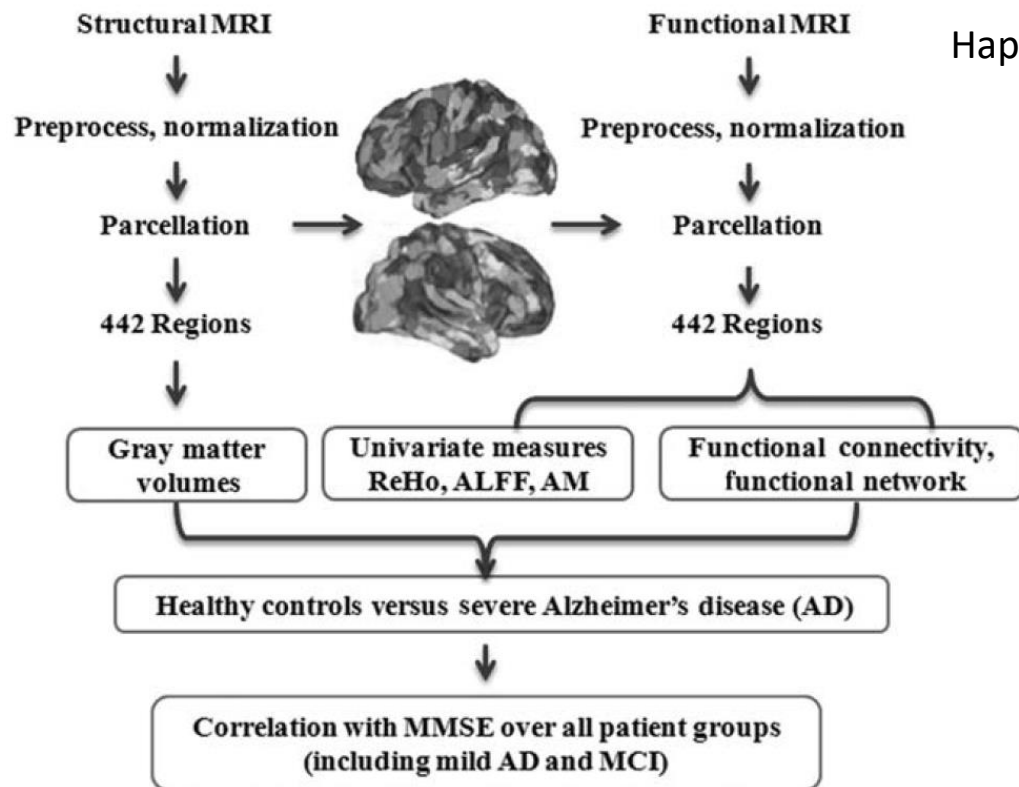 Structural MRI
Functional MRI
Hap
Preprocess, normalization
Preprocess, normalization
Parcellation
Parcellation
442 Regions
442 Regions
Gray matter
volumes
Univariate measures
ReHo, ALFF, AM
Functional connectivity,
functional network
Healthy controls versus severe Alzheimer's disease (AD)
Correlation with MMSE over all patient groups
(including mild AD and MCI)